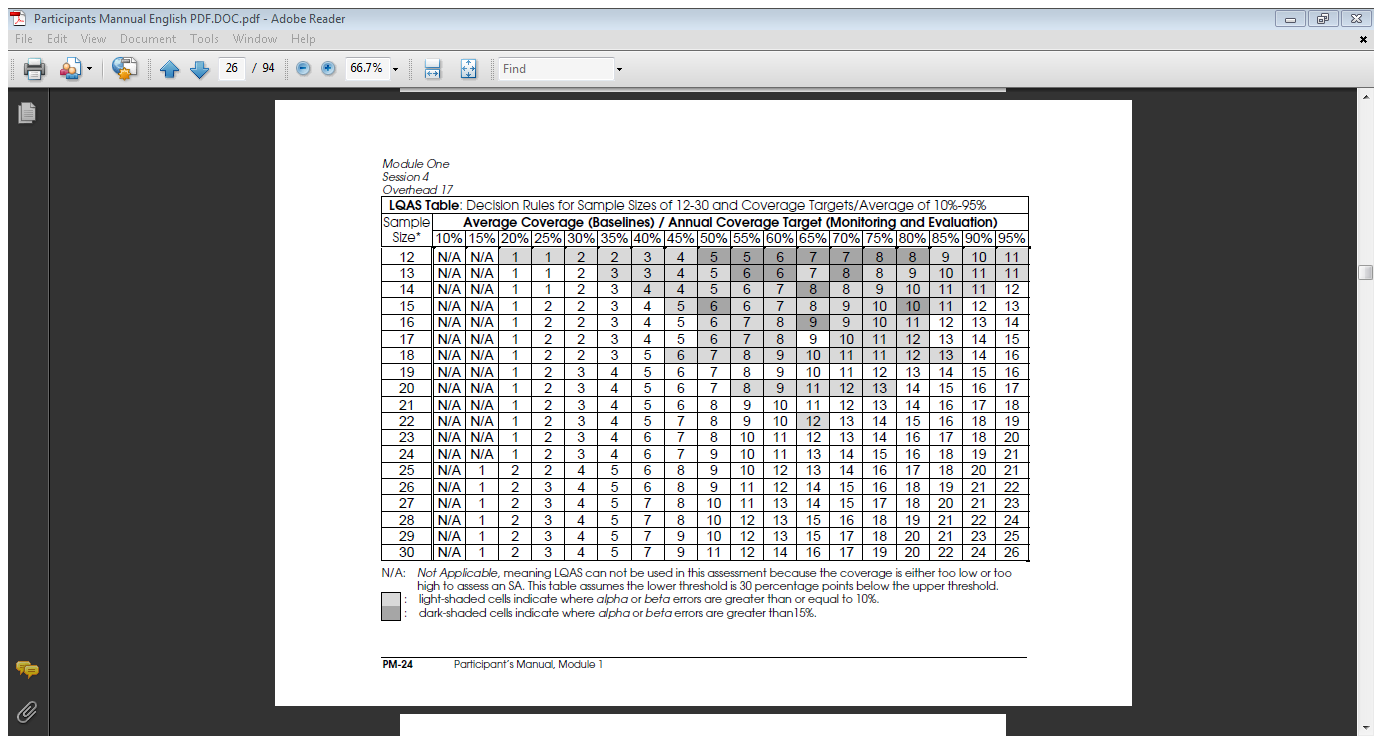 Participants Mannual English PDF.DOC.pdf - Adobe Reader
File Edit View Document Tools Window Help
26 / 94 66.7% Find
Module One
Session 4
Overhead 17
LQAS Table: Decision Rules for Sample Sizes of 12-30 and Coverage Targets/Average of 10%-95%
Sample Average Coverage (Baselines) / Annual Coverage Target (Monitoring and Evaluation)
Size* 10% 15% 20% 25% 30% 35% 40% 45% 50% 55% 60% 65% 70% 75% 80% 85% 90% 95%
12 N/A N/A 1 1 2 2 3 4 5 5 6 7 7 8 8 9 10 11
13 N/A N/A 1 1 2 3 3 4 5 6 6 7 8 8 9 10 11 11
14 N/A N/A 1 1 2 3 4 4 5 6 7 8 8 9 10 11 11 12
15 N/A N/A 1 2 2 3 4 5 6 6 7 8 9 10 10 11 12 13
16 N/A N/A 1 2 2 3 4 5 6 7 8 9 9 10 11 12 13 14
17 N/A N/A 1 2 2 3 4 5 6 7 8 9 10 11 12 13 14 15
18 N/A N/A 1 2 2 3 5 6 7 8 9 10 11 11 12 13 14 16
19 N/A N/A 1 2 3 4 5 6 7 8 9 10 11 12 13 14 15 16
20 N/A N/A 1 2 3 4 5 6 7 8 9 11 12 13 14 15 16 17
21 N/A N/A 1 2 3 4 5 6 8 9 10 11 12 13 14 16 17 18
22 N/A N/A 1 2 3 4 5 7 8 9 10 12 13 14 15 16 18 19
23 N/A N/A 1 2 3 4 6 7 8 10 11 12 13 14 16 17 18 20
24 N/A N/A 1 2 3 4 6 7 9 10 11 13 14 15 16 18 19 21
25 N/A 1 2 2 4 5 6 8 9 10 12 13 14 16 17 18 20 21
26 N/A 1 2 3 4 5 6 8 9 11 12 14 15 16 18 19 21 22
27 N/A 1 2 3 4 5 7 8 10 11 13 14 15 17 18 20 21 23
28 N/A 1 2 3 4 5 7 8 10 12 13 15 16 18 19 21 22 24
29 N/A 1 2 3 4 5 7 9 10 12 13 15 17 18 20 21 23 25
30 N/A 1 2 3 4 5 7 9 11 12 14 16 17 19 20 22 24 26
N/A: Not Applicable, meaning LQAS can not be used in this assessment because the coverage is either too low or too
high to assess an SA. This table assumes the lower threshold is 30 percentage points below the upper threshold.
: light-shaded cells indicate where alpha or beta errors are greater than or equal to 10%.
: dark-shaded cells indicate where alpha or beta errors are greater than15%.
PM-24 Participant's Manual, Module 1